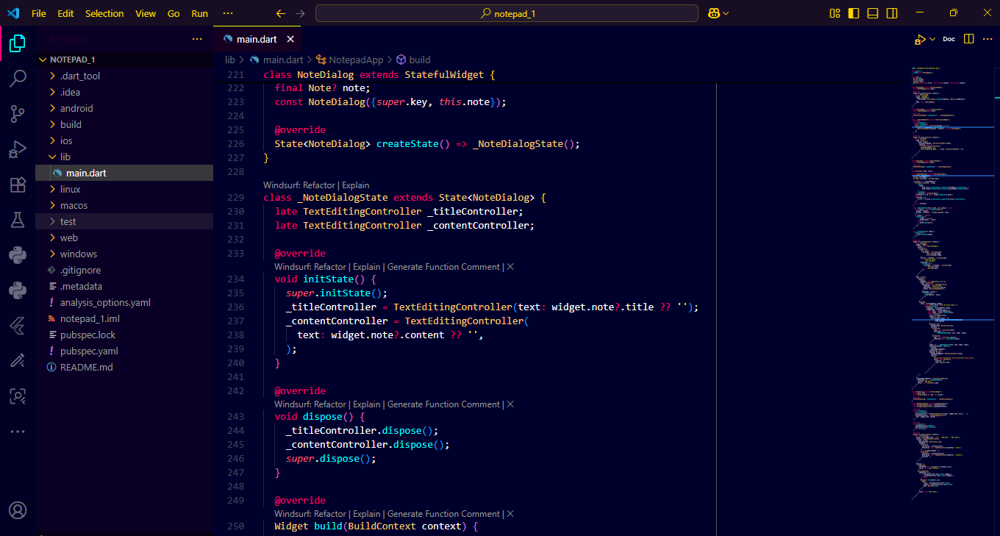 File Edit Selection View Go Run ···
notepad_1
EXPLORER ···
main.dart
Doc
NOTEPAD_1
.dart_tool
.idea
android
build
ios
lib
main.dart
linux
macos
test
web
windows
.gitignore
.metadata
analysis_options.yaml
notepad_1.iml
pubspec.lock
pubspec.yaml
README.md
lib > main.dart > NotepadApp > build
221 class NoteDialog extends StatefulWidget {
222 final Note? note;
223 const NoteDialog({super.key, this.note});
224
225 @override
226 State<NoteDialog> createState() => _NoteDialogState();
227 }
228
Windsurf: Refactor | Explain
229 class _NoteDialogState extends State<NoteDialog> {
230 late TextEditingController _titleController;
231 late TextEditingController _contentController;
232
233 @override
Windsurf: Refactor | Explain | Generate Function Comment | ✕
234 void initState() {
235 super.initState();
236 _titleController = TextEditingController(text: widget.note?.title ?? '');
237 _contentController = TextEditingController(
238 text: widget.note?.content ?? '',
239 );
240 }
241
242 @override
Windsurf: Refactor | Explain | Generate Function Comment | ✕
243 void dispose() {
244 _titleController.dispose();
245 _contentController.dispose();
246 super.dispose();
247 }
248
249 @override
Windsurf: Refactor | Explain | Generate Function Comment | ✕
250 Widget build(BuildContext context) {